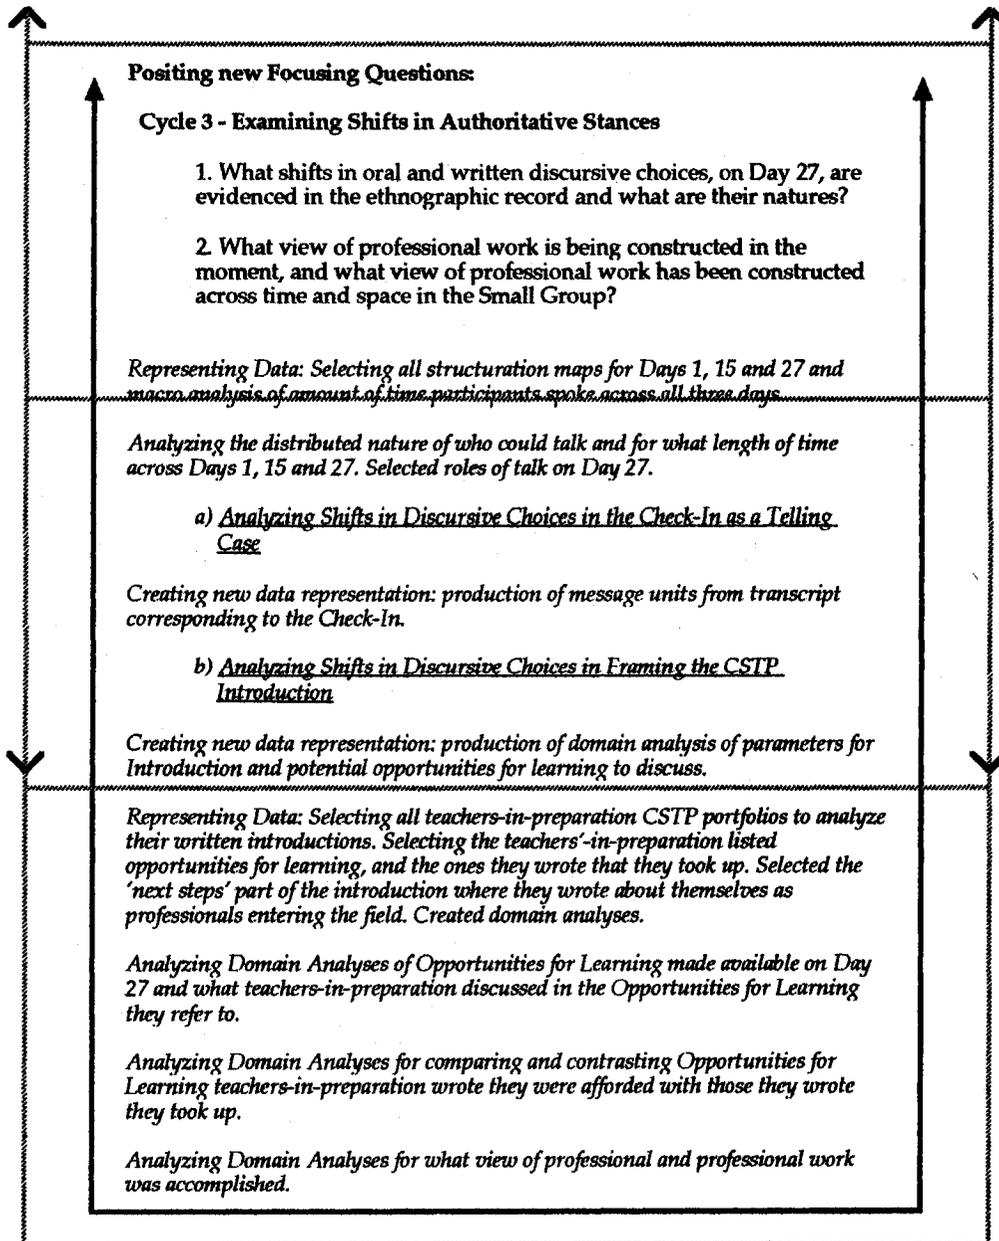 Positing new Focusing Questions:
Cycle 3 - Examining Shifts in Authoritative Stances
1. What shifts in oral and written discursive choices, on Day 27, are
evidenced in the ethnographic record and what are their natures?
2. What view of professional work is being constructed in the
moment, and what view of professional work has been constructed
across time and space in the Small Group?
Representing Data: Selecting all structuration maps for Days 1, 15 and 27 and
macro analysis of amount of time participants spoke across all three days.
Analyzing the distributed nature of who could talk and for what length of time
across Days 1, 15 and 27. Selected roles of talk on Day 27.
a) Analyzing Shifts in Discursive Choices in the Check-In as a Telling
Case
Creating new data representation: production of message units from transcript
corresponding to the Check-In.
b) Analyzing Shifts in Discursive Choices in Framing the CSTP
Introduction
Creating new data representation: production of domain analysis of parameters for
Introduction and potential opportunities for learning to discuss.
Representing Data: Selecting all teachers-in-preparation CSTP portfolios to analyze
their written introductions. Selecting the teachers'-in-preparation listed
opportunities for learning, and the ones they wrote that they took up. Selected the
'next steps' part of the introduction where they wrote about themselves as
professionals entering the field. Created domain analyses.
Analyzing Domain Analyses of Opportunities for Learning made available on Day
27 and what teachers-in-preparation discussed in the Opportunities for Learning
they refer to.
Analyzing Domain Analyses for comparing and contrasting Opportunities for
Learning teachers-in-preparation wrote they were afforded with those they wrote
they took up.
Analyzing Domain Analyses for what view of professional and professional work
was accomplished.